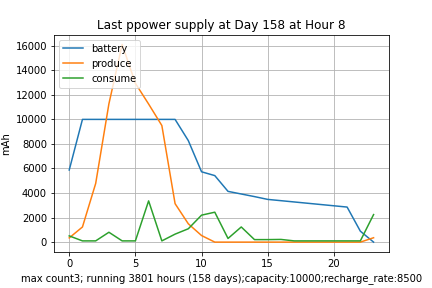 Last ppower supply at Day 158 at Hour 8
battery
produce
consume
mAh
16000
14000
12000
10000
8000
6000
4000
2000
0
0 5 10 15 20
max count3; running 3801 hours (158 days);capacity:10000;recharge_rate:8500